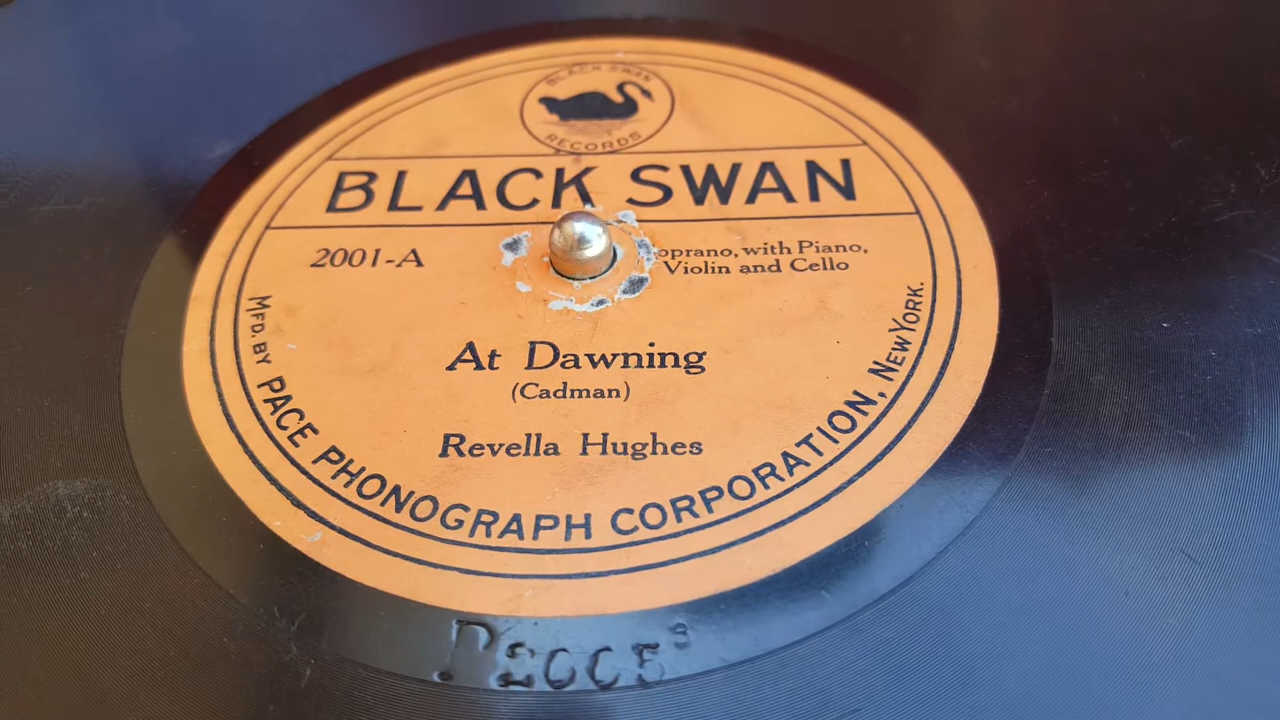 BLACK SWAN
RECORDS
BLACK SWAN
2001-A
oprano, with Piano,
Violin and Cello
At Dawning
(Cadman)
Revella Hughes
MFD. BY PACE PHONOGRAPH CORPORATION, NEW YORK.